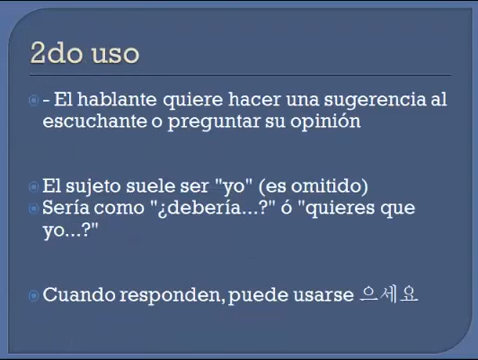 2do uso
- El hablante quiere hacer una sugerencia al
escuchante o preguntar su opinión
El sujeto suele ser "yo" (es omitido)
Sería como "¿debería...?" ó "quieres que
yo...?"
Cuando responden, puede usarse 으세요